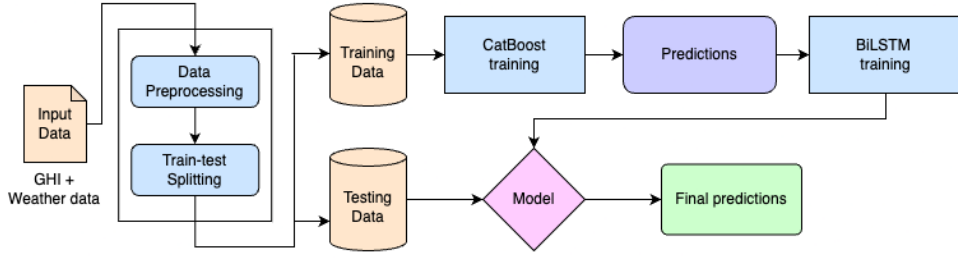 Input
Data
GHI +
Weather data
Data
Preprocessing
Train-test
Splitting
Training
Data
CatBoost
training
Predictions
BiLSTM
training
Testing
Data
Model
Final predictions